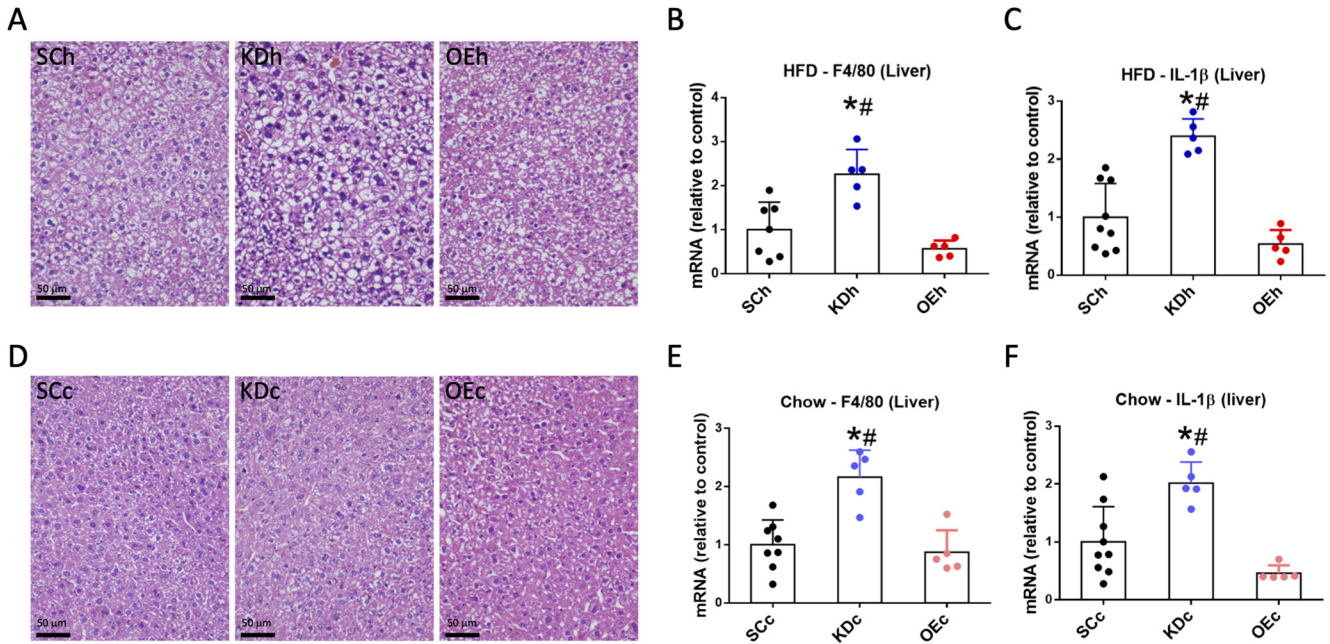 A
SCh
KDh
OEh
50 μm
50 μm
50 μm
B
HFD - F4/80 (Liver)
*#
mRNA (relative to control)
4
3
2
1
0
SCh
KDh
OEh
C
HFD - IL-1β (Liver)
*#
mRNA (relative to control)
3
2
1
0
SCh
KDh
OEh
D
SCc
KDc
OEc
50 μm
50 μm
50 μm
E
Chow - F4/80 (Liver)
*#
mRNA (relative to control)
3
2
1
0
SCc
KDc
OEc
F
Chow - IL-1β (liver)
*#
mRNA (relative to control)
3
2
1
0
SCc
KDc
OEc